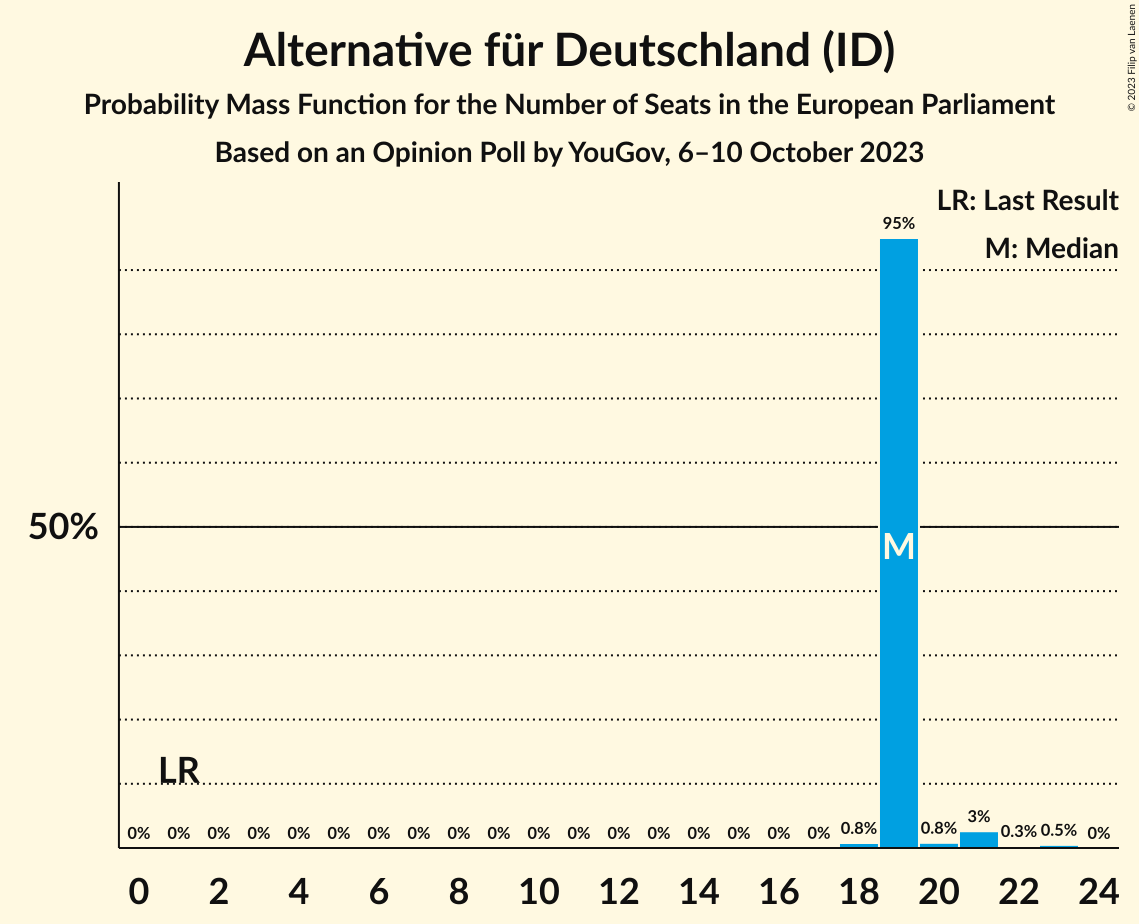 Alternative für Deutschland (ID)
Probability Mass Function for the Number of Seats in the European Parliament
Based on an Opinion Poll by YouGov, 6–10 October 2023
© 2023 Filip van Laenen
LR: Last Result
M: Median
95%
50%
M
LR
0% 0% 0% 0% 0% 0% 0% 0% 0% 0% 0% 0% 0% 0% 0% 0% 0% 0% 0.8% 0.8% 3% 0.3% 0.5% 0%
0 2 4 6 8 10 12 14 16 18 20 22 24